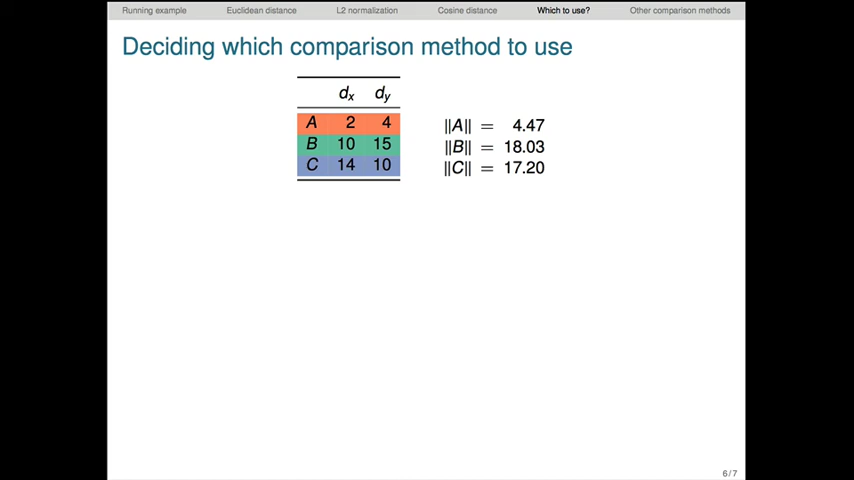 Running example Euclidean distance L2 normalization Cosine distance Which to use? Other comparison methods
Deciding which comparison method to use
dx dy
A 2 4
B 10 15
C 14 10
||A|| = 4.47
||B|| = 18.03
||C|| = 17.20
6 / 7